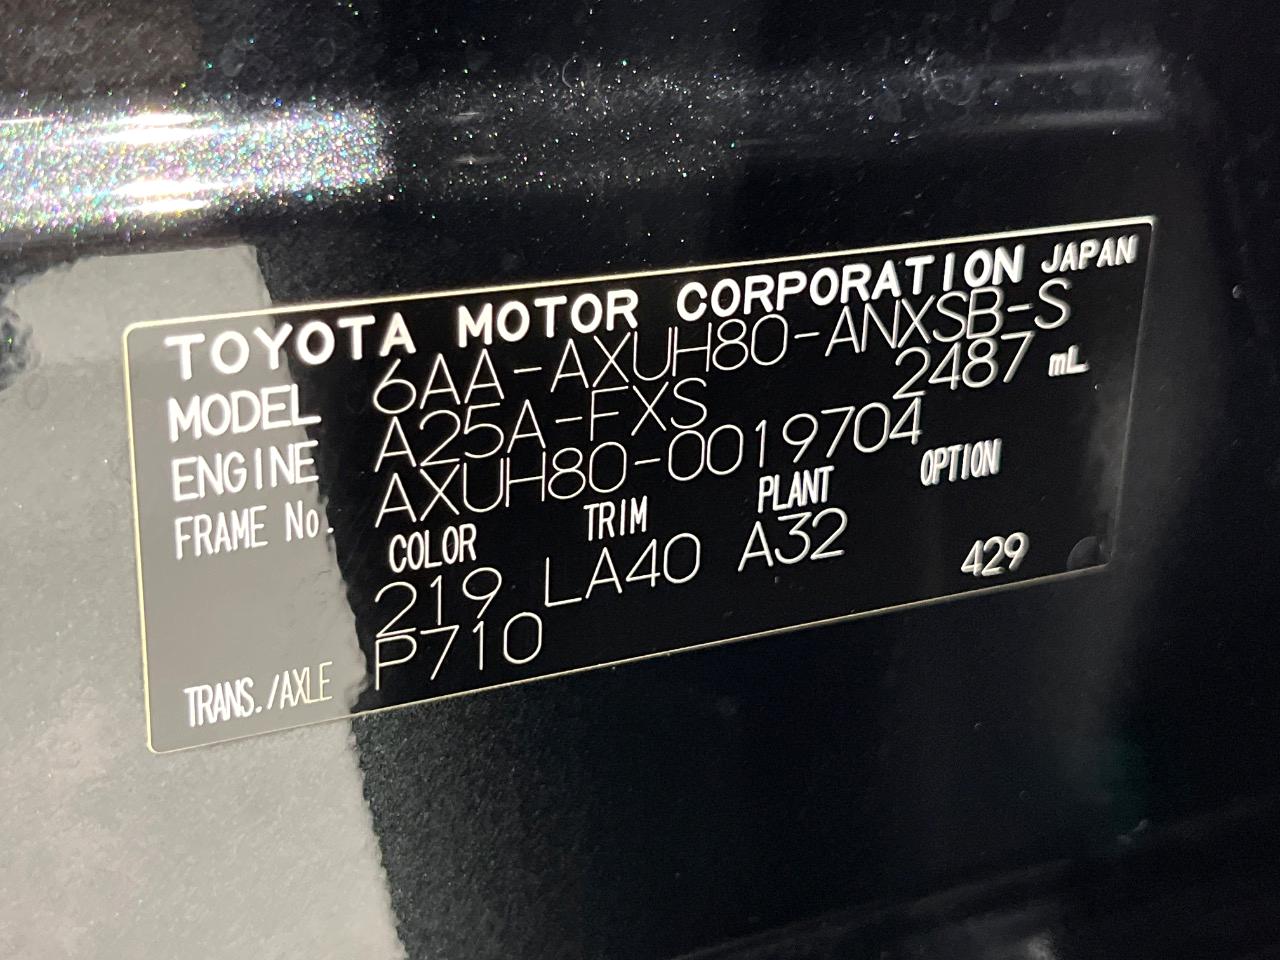 TOYOTA MOTOR CORPORATION JAPAN
MODEL 6AA-AXUH80-ANXSB-S
ENGINE A25A-FXS 2487 mL
FRAME No. AXUH80-0019704
COLOR TRIM PLANT OPTION
219 LA40 A32 429
TRANS./AXLE P710